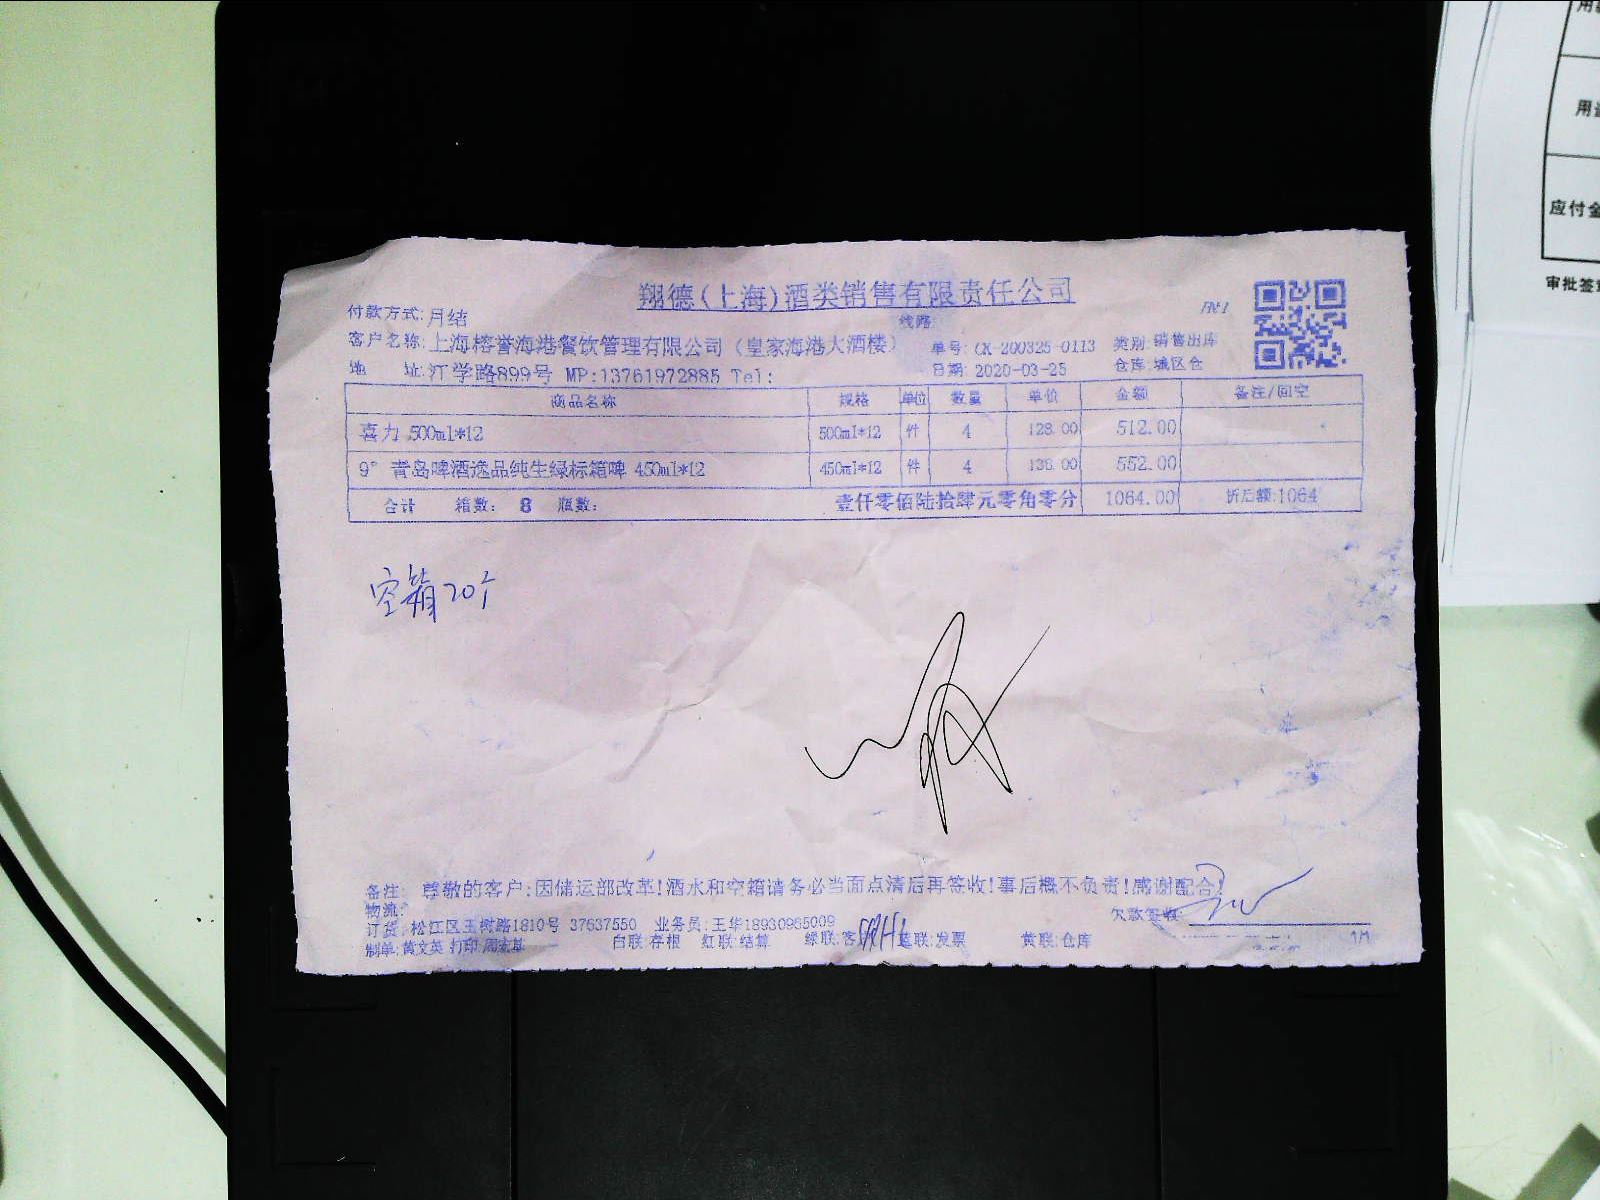 翔德(上海)酒类销售有限责任公司
付款方式:月结
线路:
客户名称:上海榕誉海港餐饮管理有限公司（皇家海港大酒楼）
单号: CK-200325-0113 类别:销售出库
地 址:江学路899号 MP:13761972885 Tel:
日期: 2020-03-25 仓库:城区仓
商品名称 规格 单位 数量 单价 金额 备注/回空
喜力 500ml*12 500ml*12 件 4 128.00 512.00
9° 青岛啤酒逸品纯生绿标箱啤 450ml*12 450ml*12 件 4 138.00 552.00
合计 箱数: 8 瓶数: 壹仟零佰陆拾肆元零角零分 1064.00 折后额:1064
空箱20个
备注: 尊敬的客户:因储运部改革!酒水和空箱请务必当面点清后再签收!事后概不负责!感谢配合!
物流:
欠款签收:
订货:松江区玉树路1810号 37637550 业务员:王华18930965009
制单:黄文英 打印: 白联:存根 红联:结算 绿联:客 蓝联:发票 黄联:仓库
1/1
用
应付金
审批签